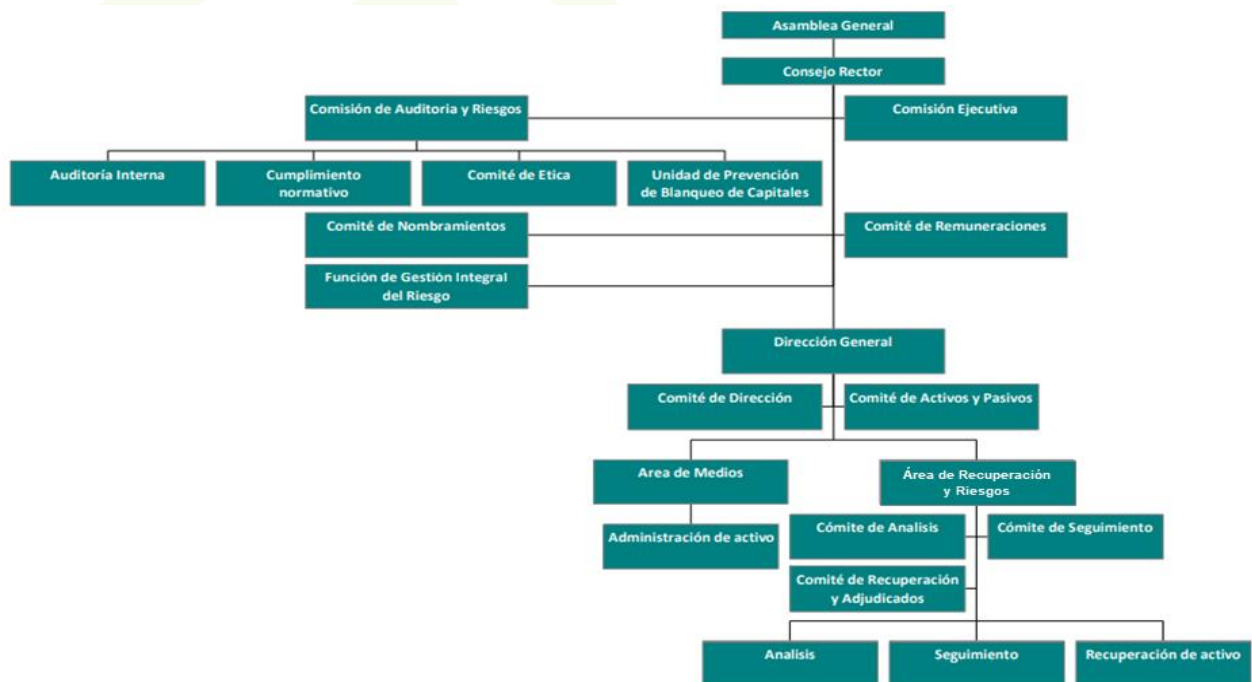 Asamblea General
Consejo Rector
Comisión de Auditoria y Riesgos
Comisión Ejecutiva
Auditoría Interna
Cumplimiento
normativo
Comité de Etica
Unidad de Prevención
de Blanqueo de Capitales
Comité de Nombramientos
Comité de Remuneraciones
Función de Gestión Integral
del Riesgo
Dirección General
Comité de Dirección
Comité de Activos y Pasivos
Area de Medios
Área de Recuperación
y Riesgos
Administración de activo
Cómite de Analisis
Cómite de Seguimiento
Comité de Recuperación
y Adjudicados
Analisis
Seguimiento
Recuperación de activo